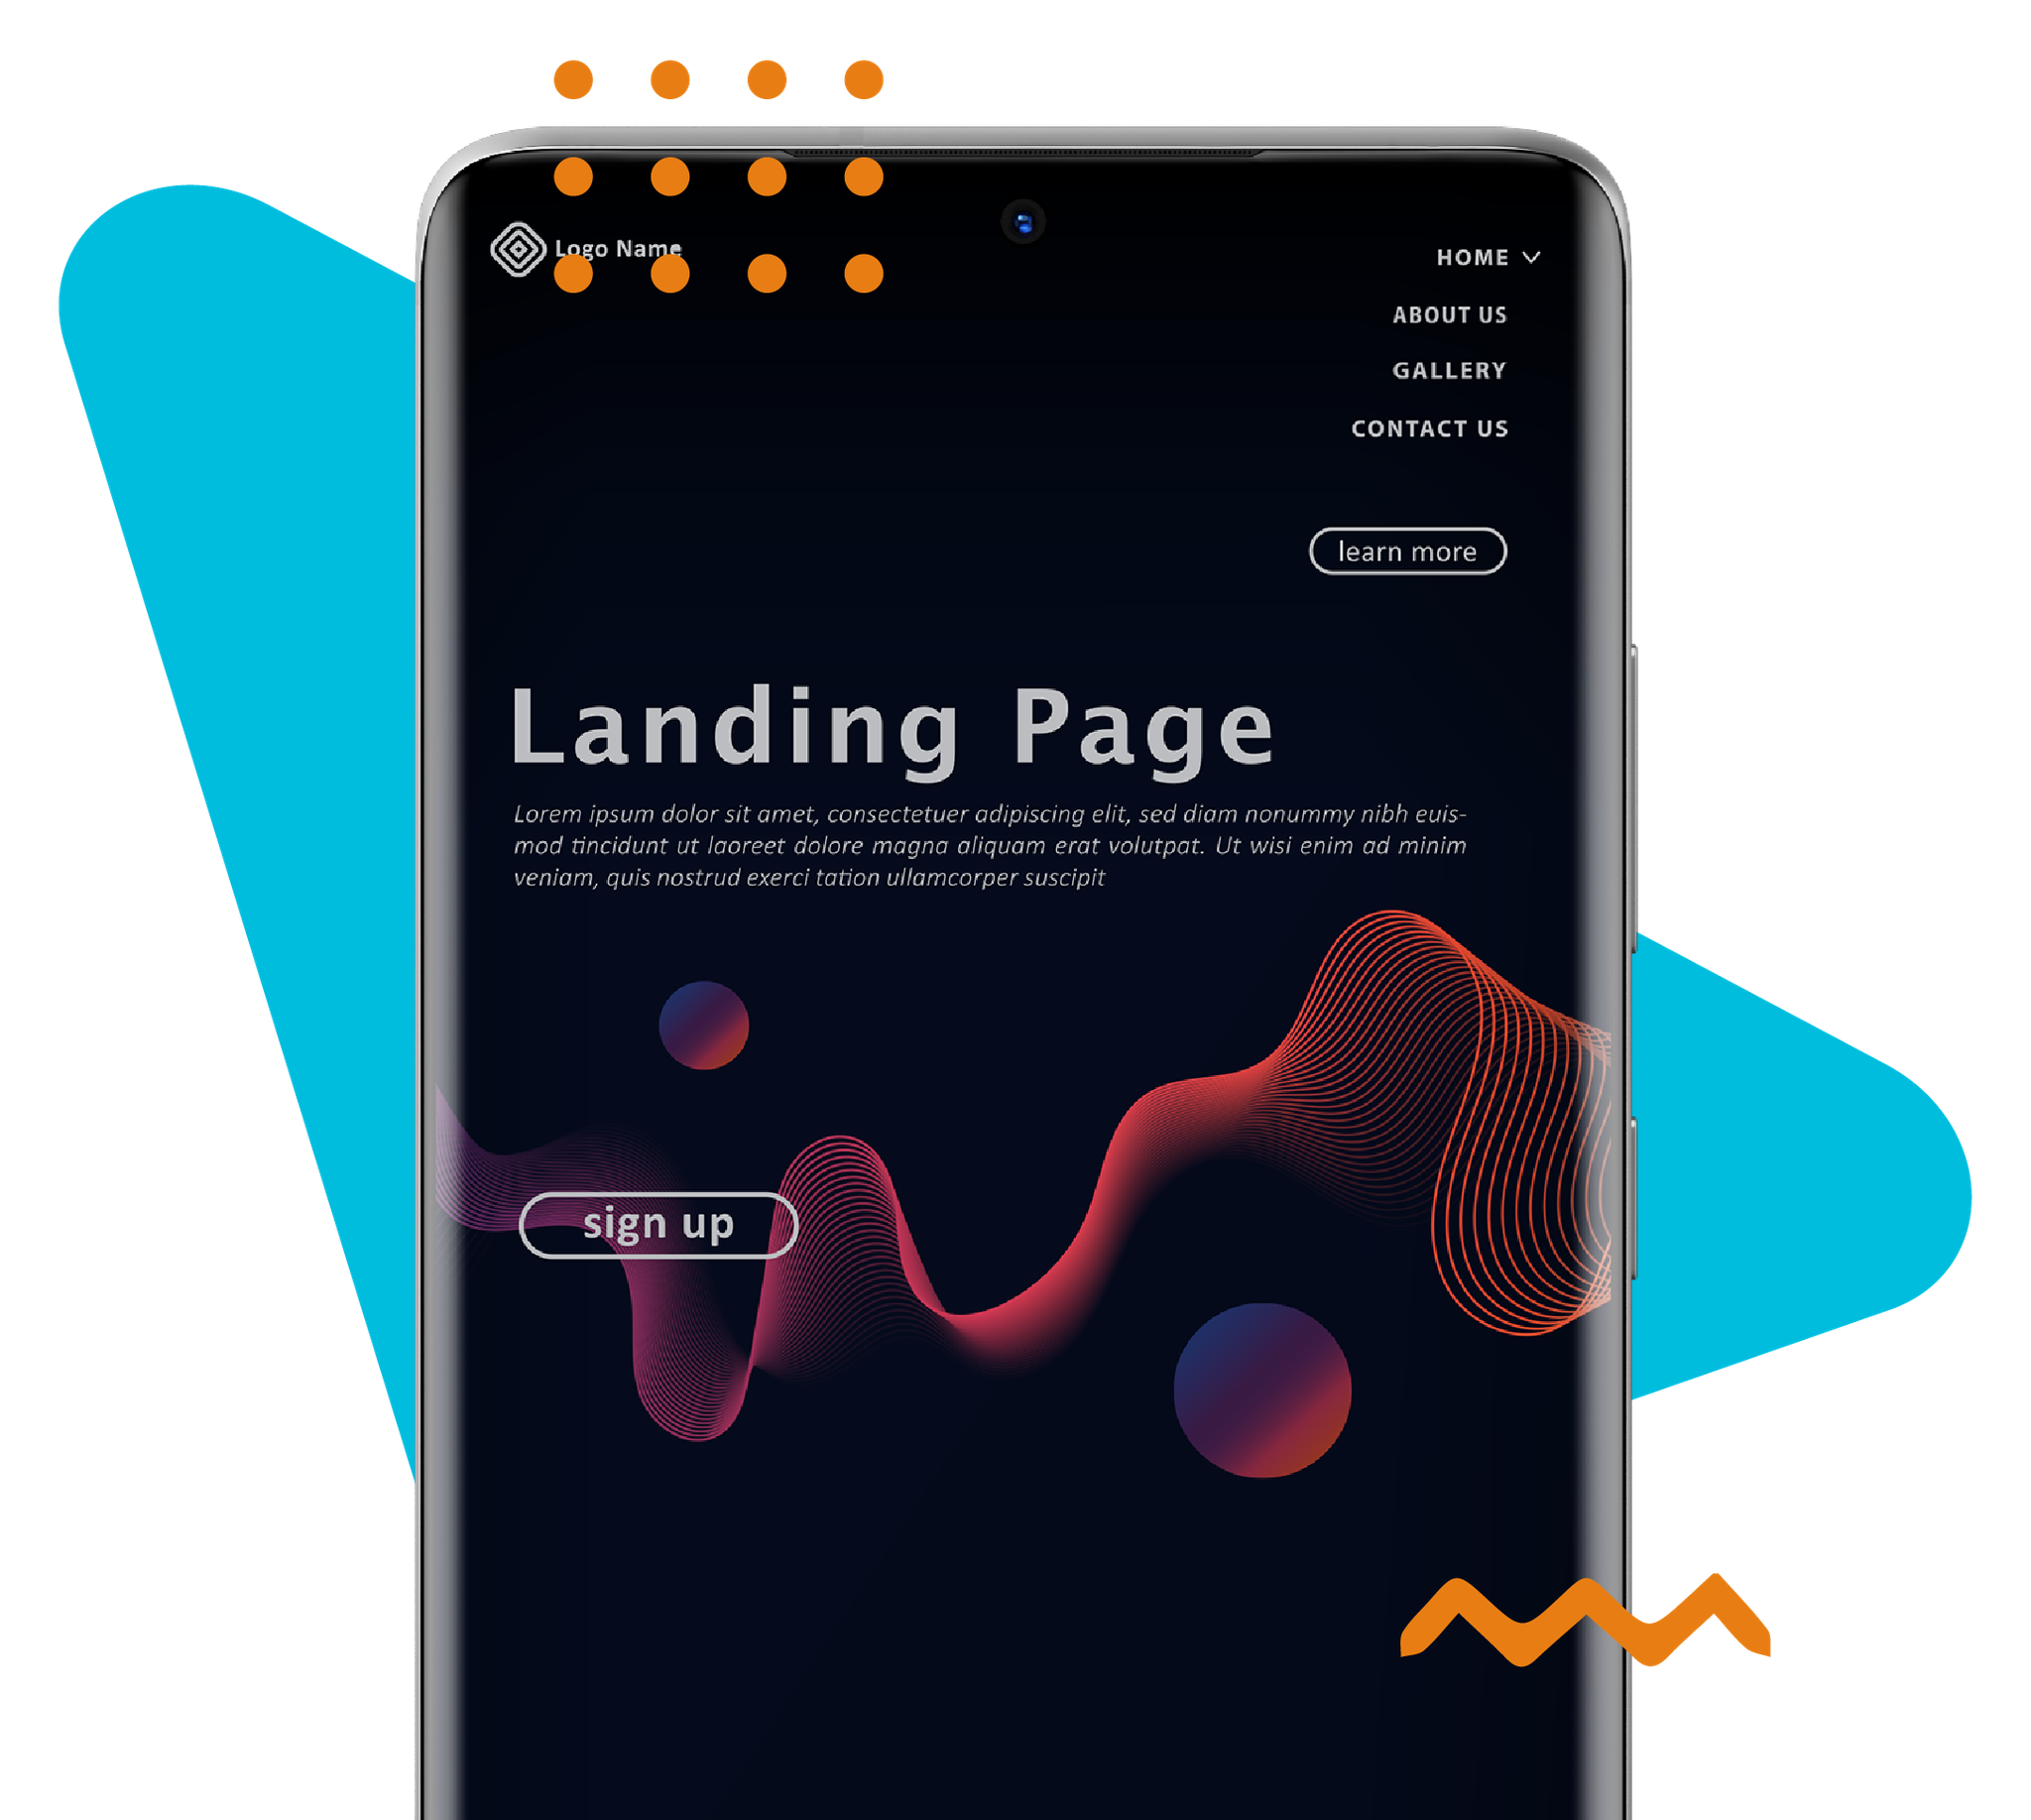 Logo Name
HOME
ABOUT US
GALLERY
CONTACT US
learn more
Landing Page
Lorem ipsum dolor sit amet, consectetuer adipiscing elit, sed diam nonummy nibh euis-
mod tincidunt ut laoreet dolore magna aliquam erat volutpat. Ut wisi enim ad minim
veniam, quis nostrud exerci tation ullamcorper suscipit
sign up